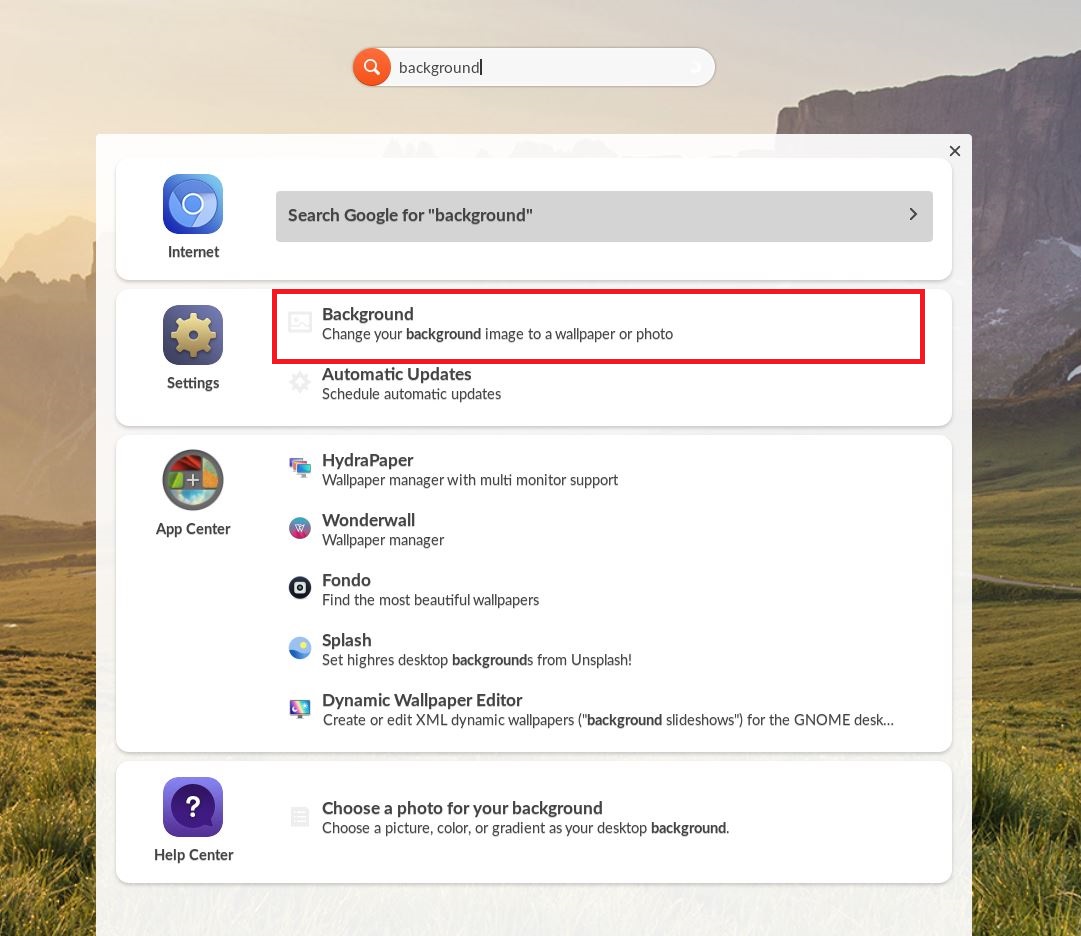 background
Internet
Search Google for "background"
Settings
Background
Change your background image to a wallpaper or photo
Automatic Updates
Schedule automatic updates
App Center
HydraPaper
Wallpaper manager with multi monitor support
Wonderwall
Wallpaper manager
Fondo
Find the most beautiful wallpapers
Splash
Set highres desktop backgrounds from Unsplash!
Dynamic Wallpaper Editor
Create or edit XML dynamic wallpapers ("background slideshows") for the GNOME desk...
Help Center
Choose a photo for your background
Choose a picture, color, or gradient as your desktop background.